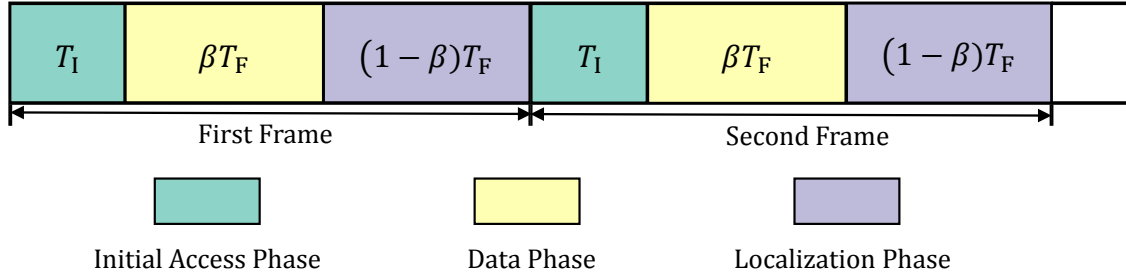 T_I βT_F (1 − β)T_F T_I βT_F (1 − β)T_F
First Frame Second Frame
Initial Access Phase Data Phase Localization Phase